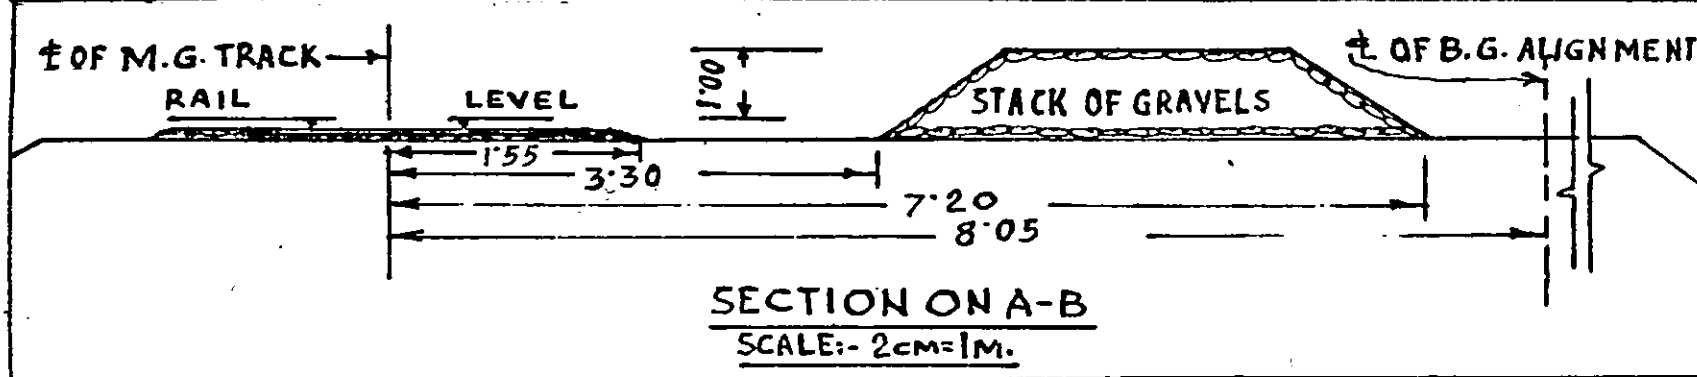 ℄ OF M.G. TRACK
℄ OF B.G. ALIGNMENT
RAIL LEVEL
1.00
STACK OF GRAVELS
1.55
3.30
7.20
8.05
SECTION ON A-B
SCALE:- 2cm=1M.